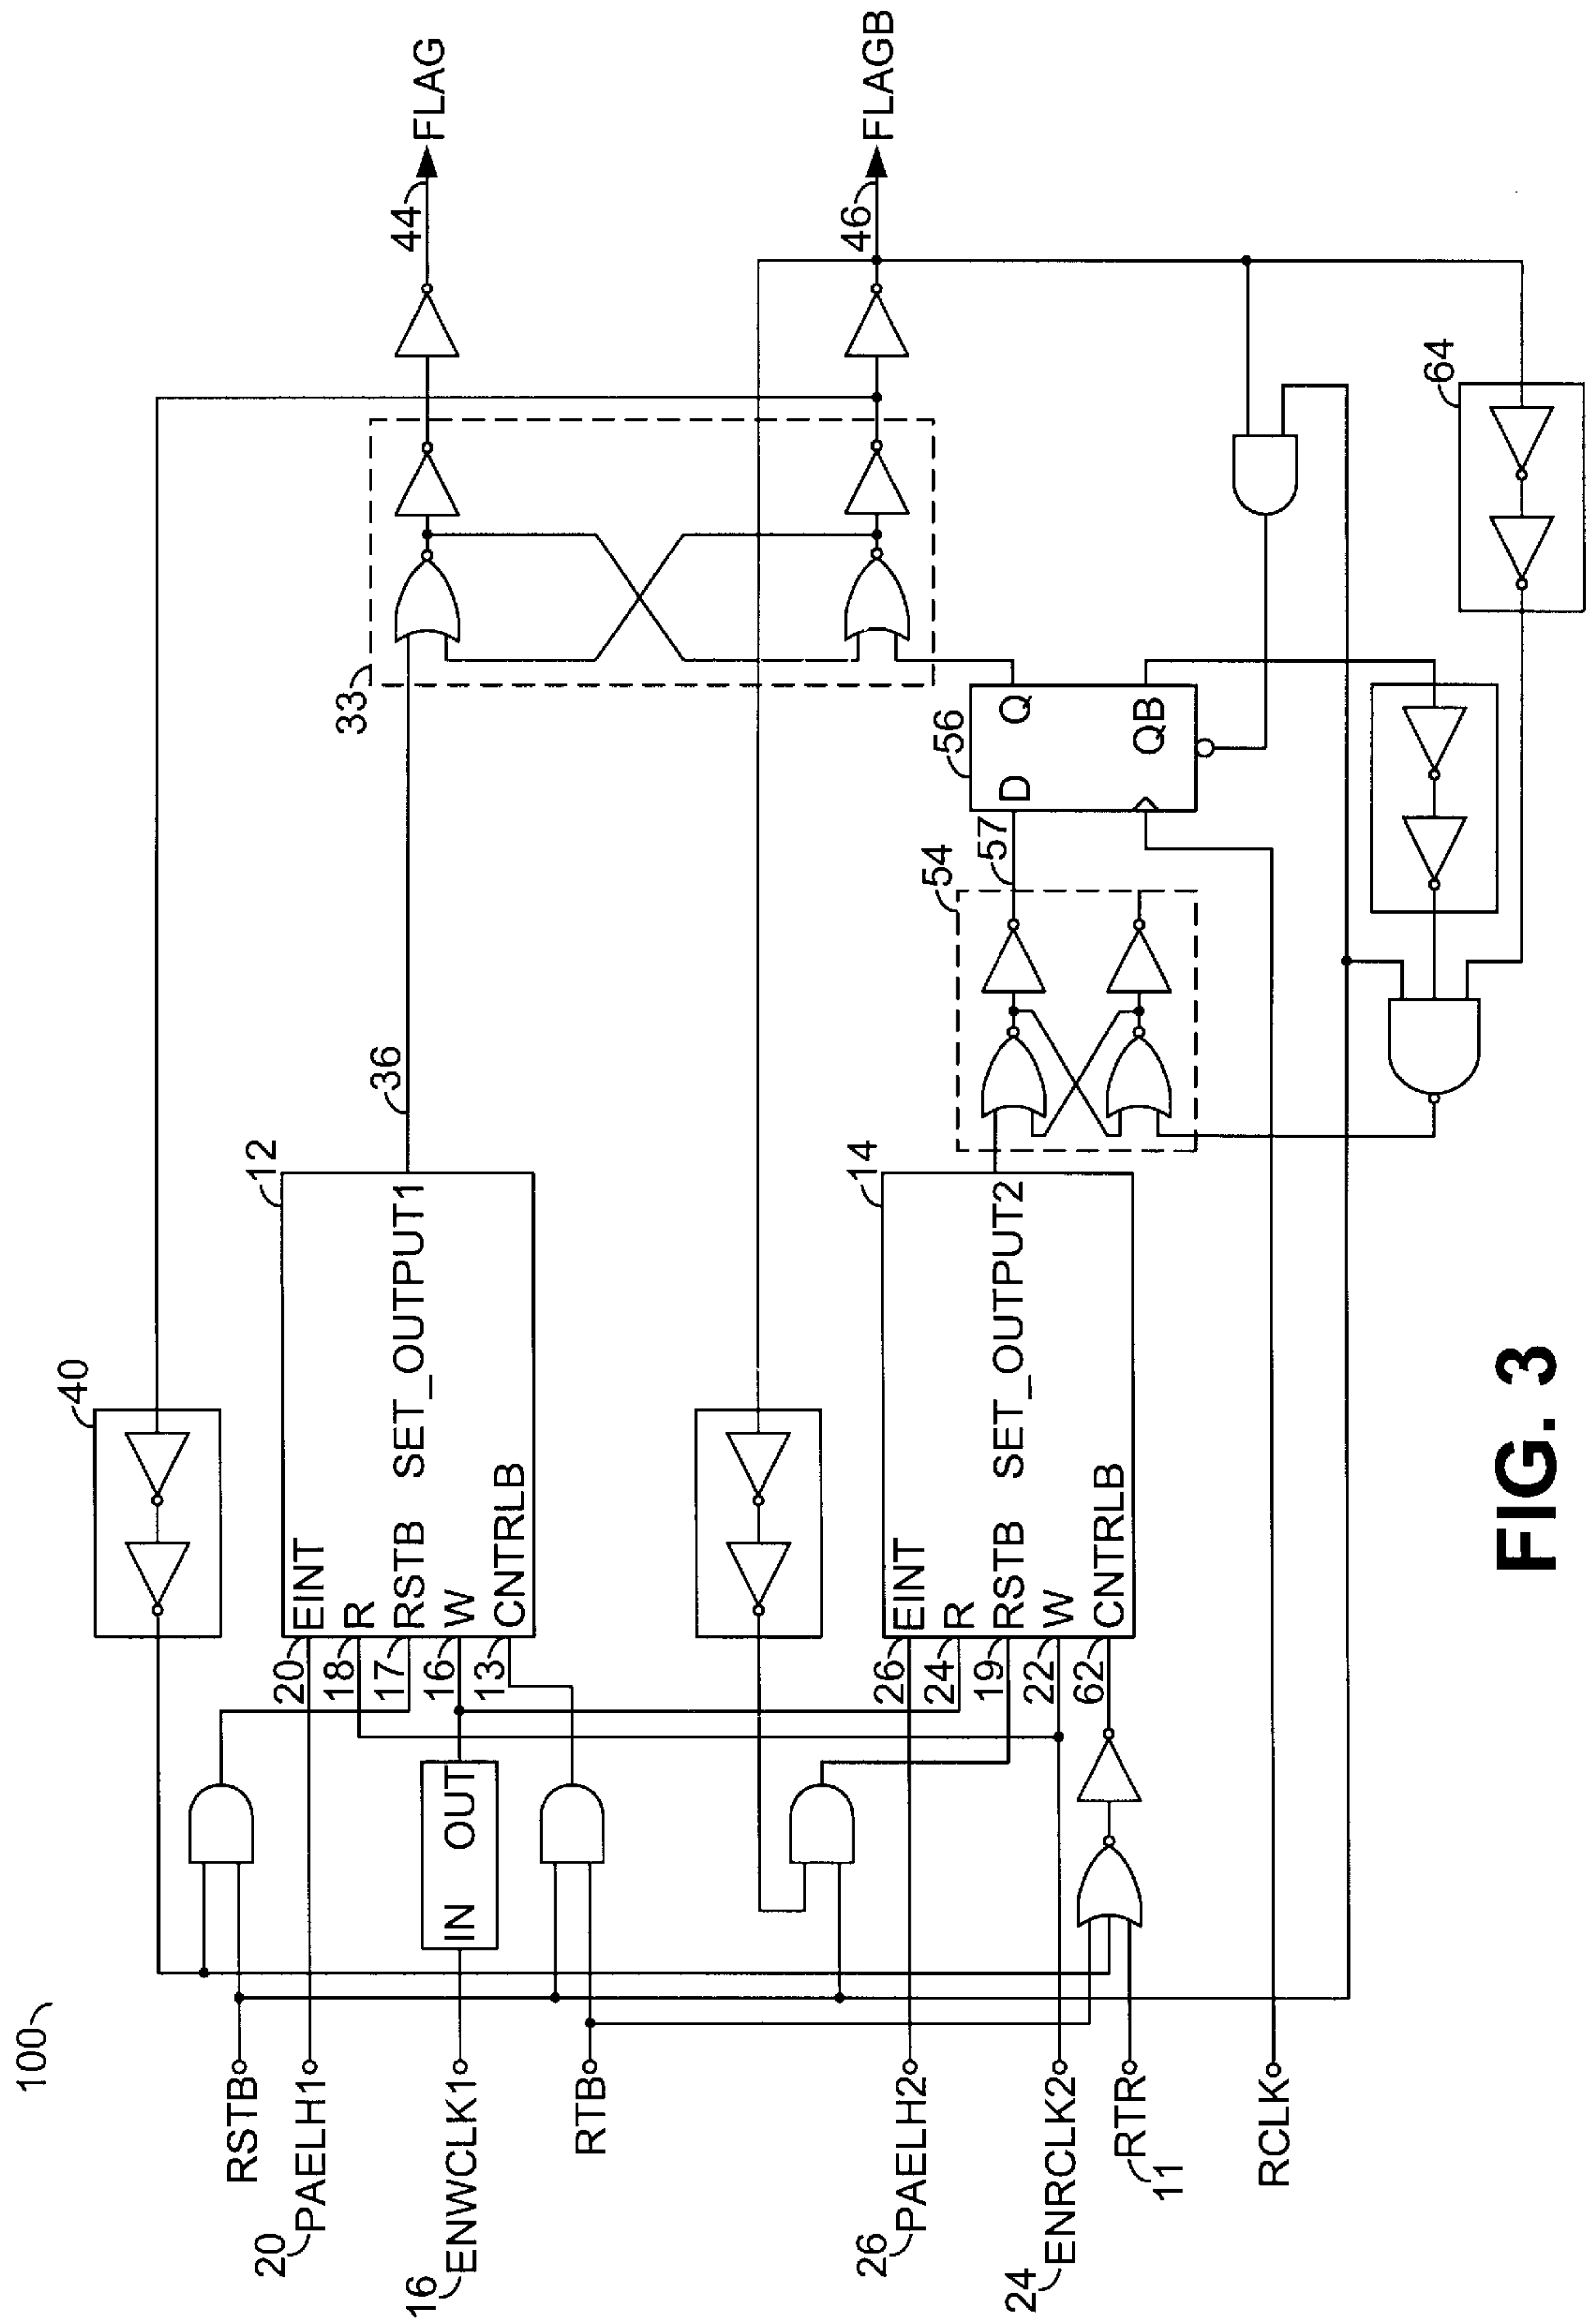 100
RSTB
20
PAELH1
16
ENWCLK1
RTB
26
PAELH2
24
ENRCLK2
RTR
11
RCLK
40
IN OUT
20
18
17
16
13
12
EINT
R
RSTB SET_OUTPUT1
W
CNTRLB
36
33
44
FLAG
26
24
19
22
62
14
EINT
R
RSTB SET_OUTPUT2
W
CNTRLB
54
57
56
D Q
QB
46
FLAGB
64
FIG. 3